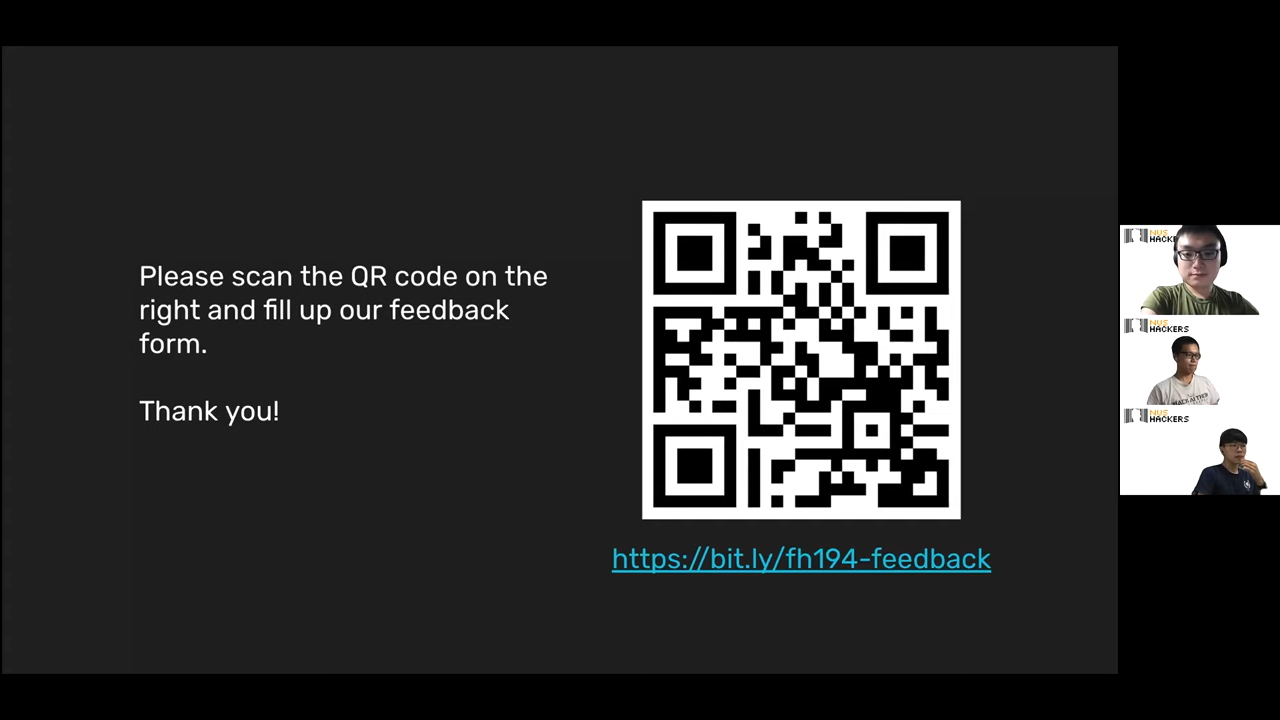 Please scan the QR code on the
right and fill up our feedback
form.
Thank you!
https://bit.ly/fh194-feedback
NUS
NUS
HACKERS
NUS
HACKERS